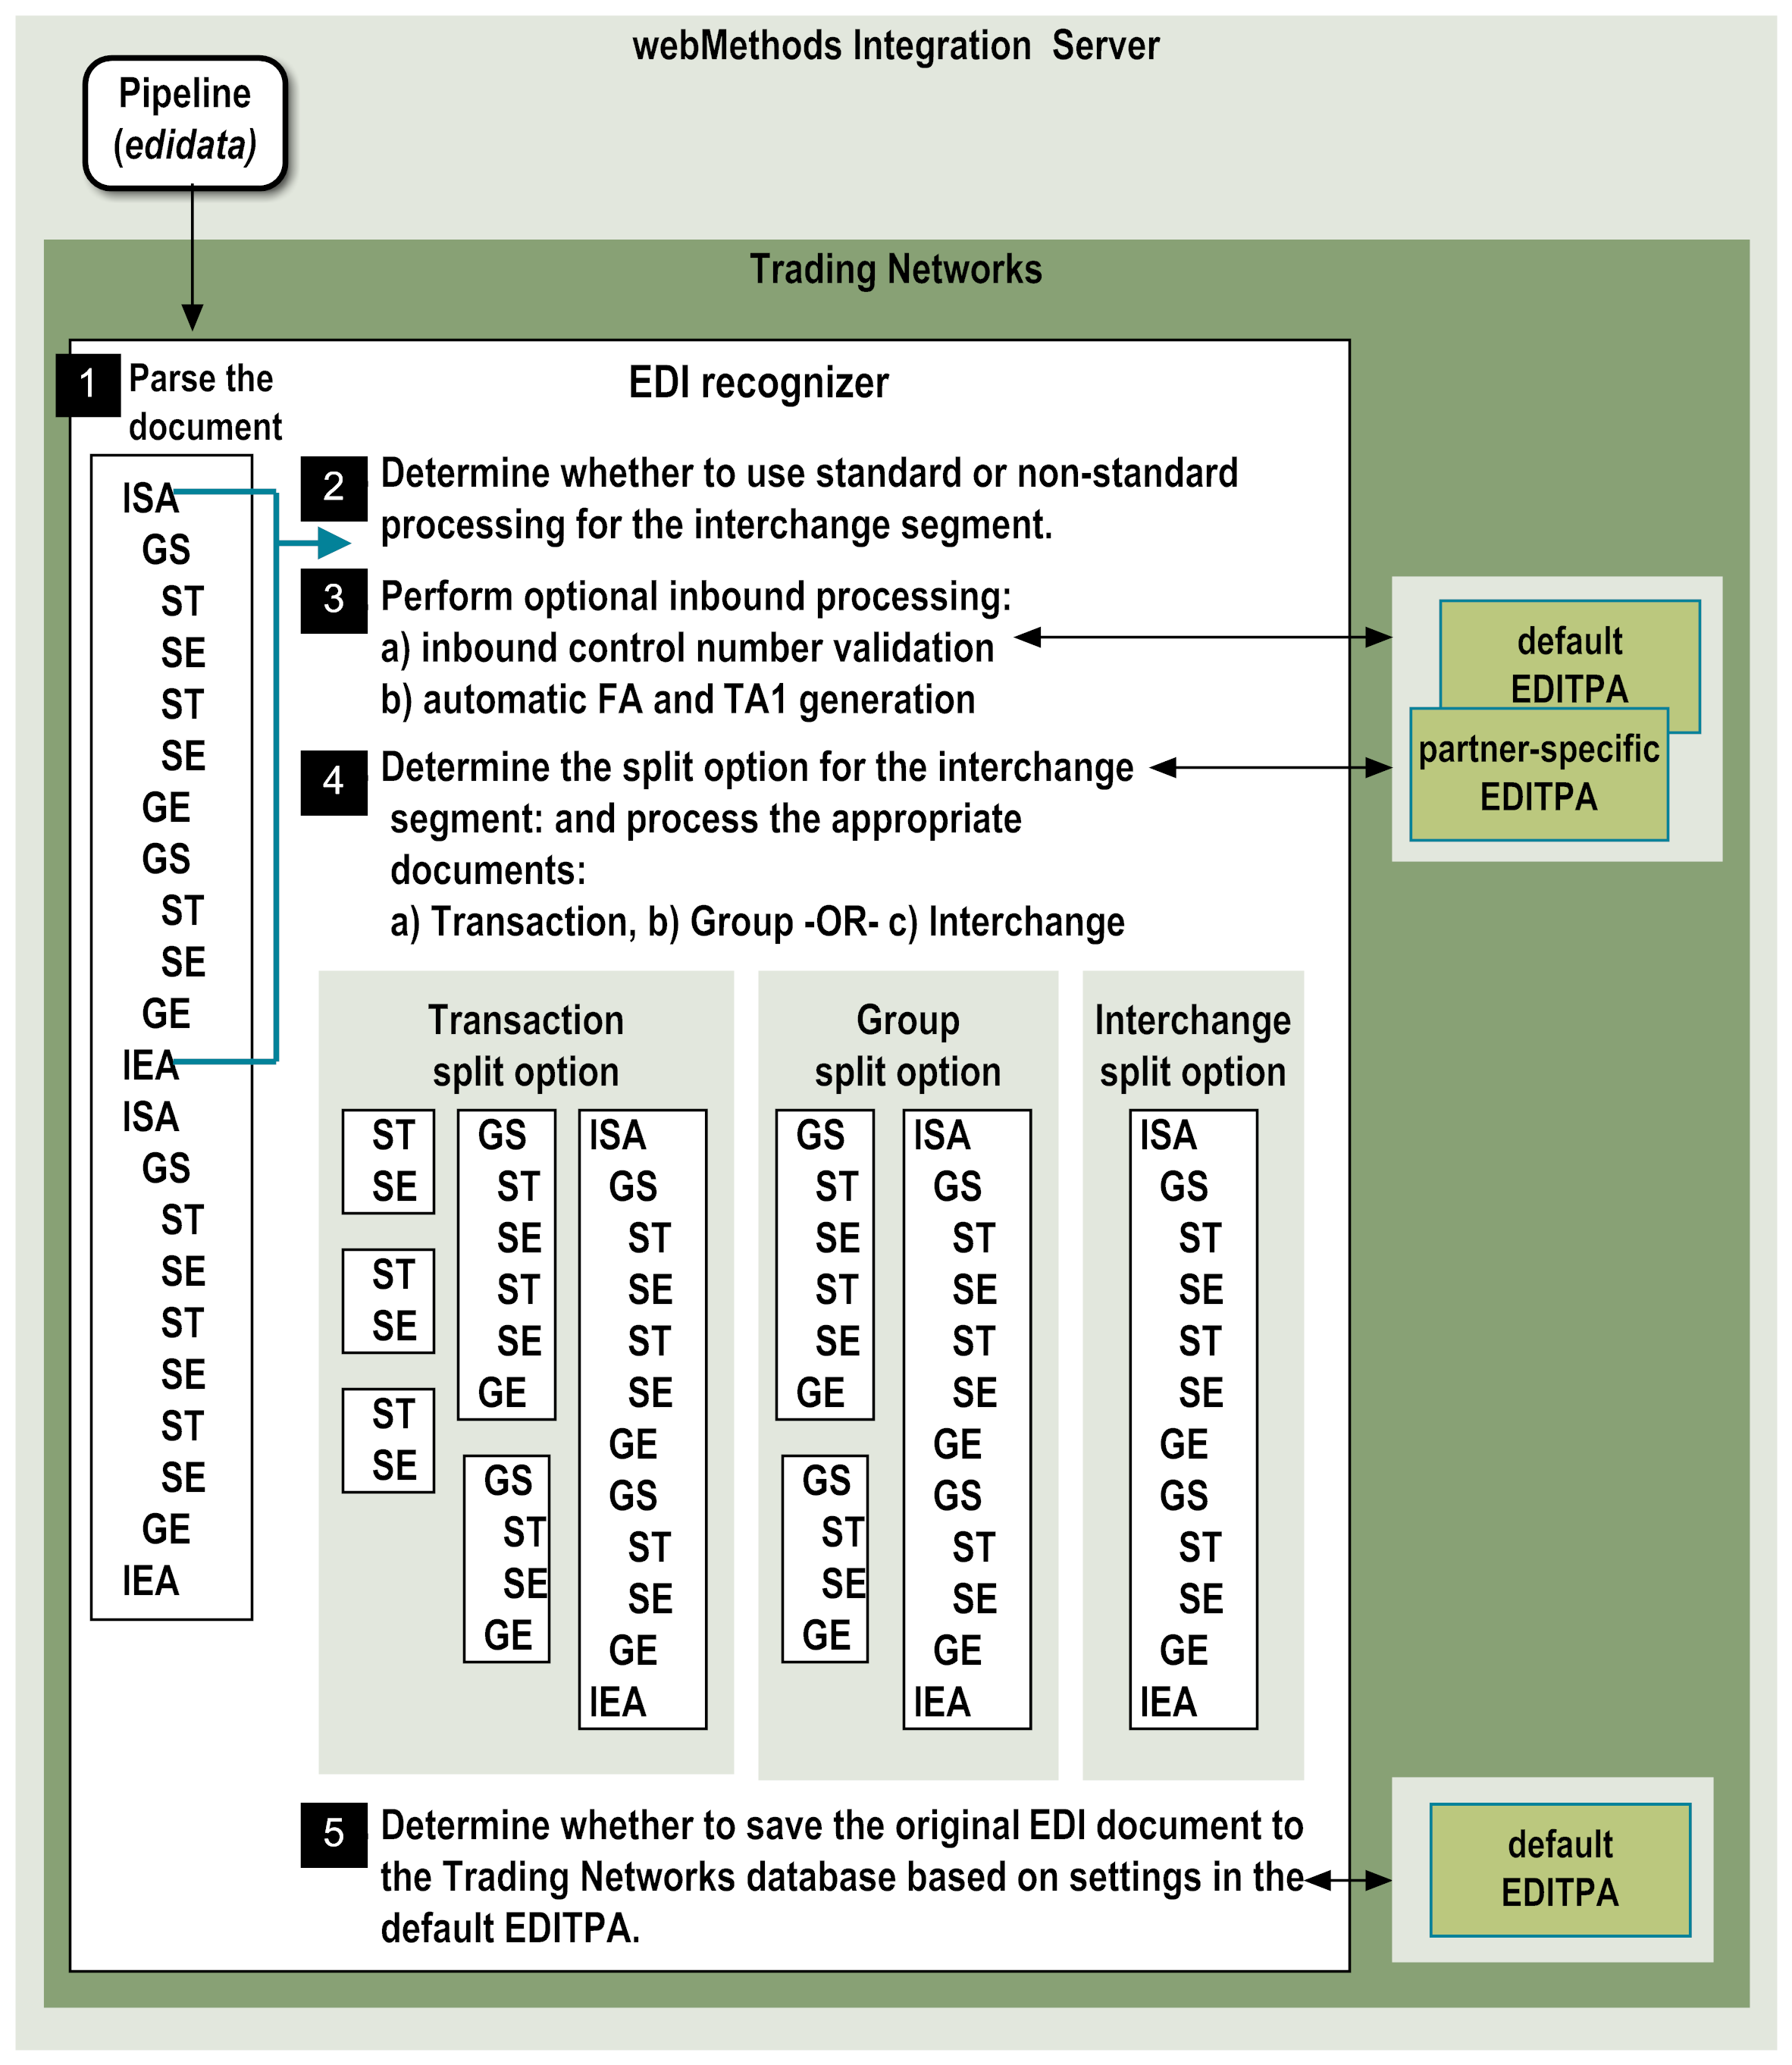 webMethods Integration Server
Pipeline
(edidata)
Trading Networks
EDI recognizer
1
Parse the
document
ISA
GS
ST
SE
ST
SE
GE
GS
ST
SE
GE
IEA
ISA
GS
ST
SE
ST
SE
ST
SE
GE
IEA
2
Determine whether to use standard or non-standard
processing for the interchange segment.
3
Perform optional inbound processing:
a) inbound control number validation
b) automatic FA and TA1 generation
default
EDITPA
partner-specific
EDITPA
4
Determine the split option for the interchange
segment: and process the appropriate
documents:
a) Transaction, b) Group -OR- c) Interchange
Transaction
split option
ST
SE
ST
SE
ST
SE
GS
ST
SE
ST
SE
GE
GS
ST
SE
GE
ISA
GS
ST
SE
ST
SE
GE
GS
ST
SE
GE
IEA
Group
split option
GS
ST
SE
ST
SE
GE
GS
ST
SE
GE
ISA
GS
ST
SE
ST
SE
GE
GS
ST
SE
GE
IEA
Interchange
split option
ISA
GS
ST
SE
ST
SE
GE
GS
ST
SE
GE
IEA
5
Determine whether to save the original EDI document to
the Trading Networks database based on settings in the
default EDITPA.
default
EDITPA